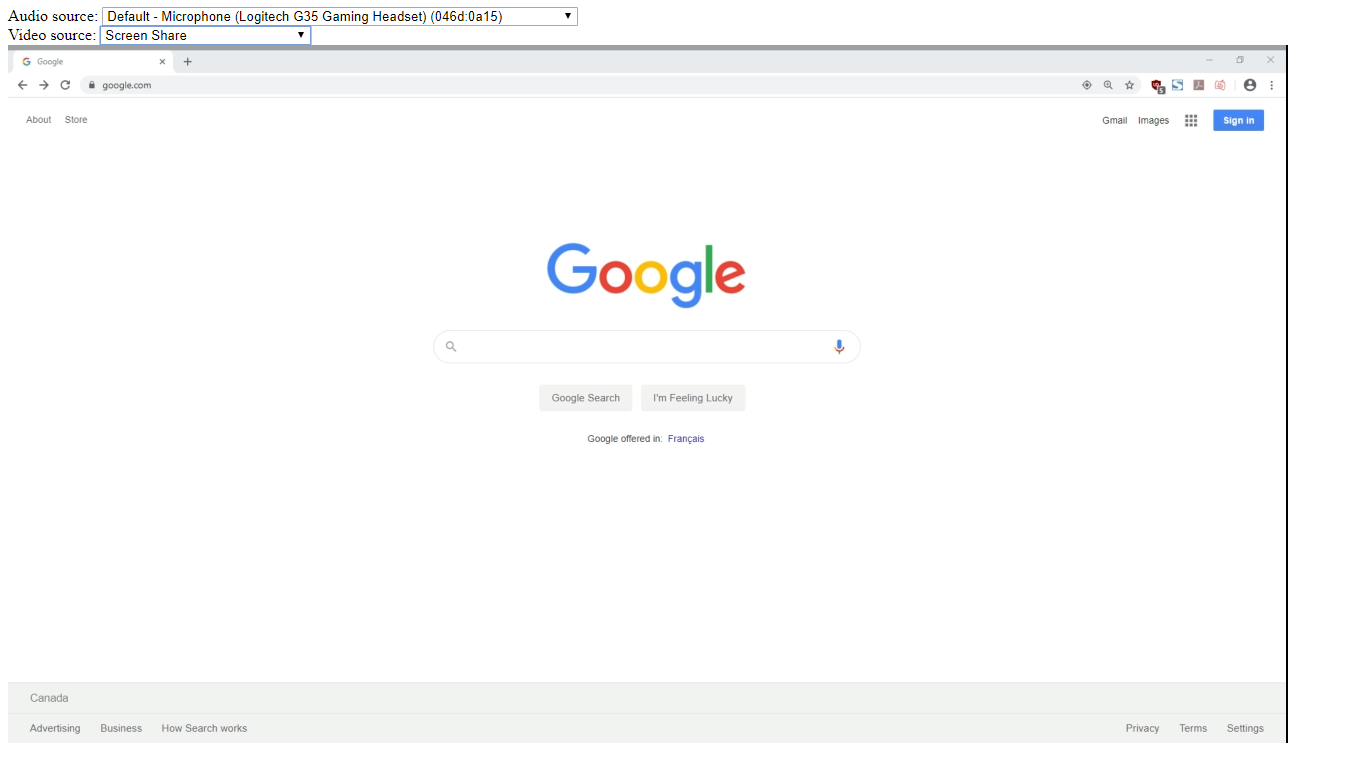 Audio source: Default - Microphone (Logitech G35 Gaming Headset) (046d:0a15)
Video source: Screen Share
Google
google.com
5
About Store Gmail Images Sign in
Google
Google Search I'm Feeling Lucky
Google offered in: Français
Canada
Advertising Business How Search works Privacy Terms Settings